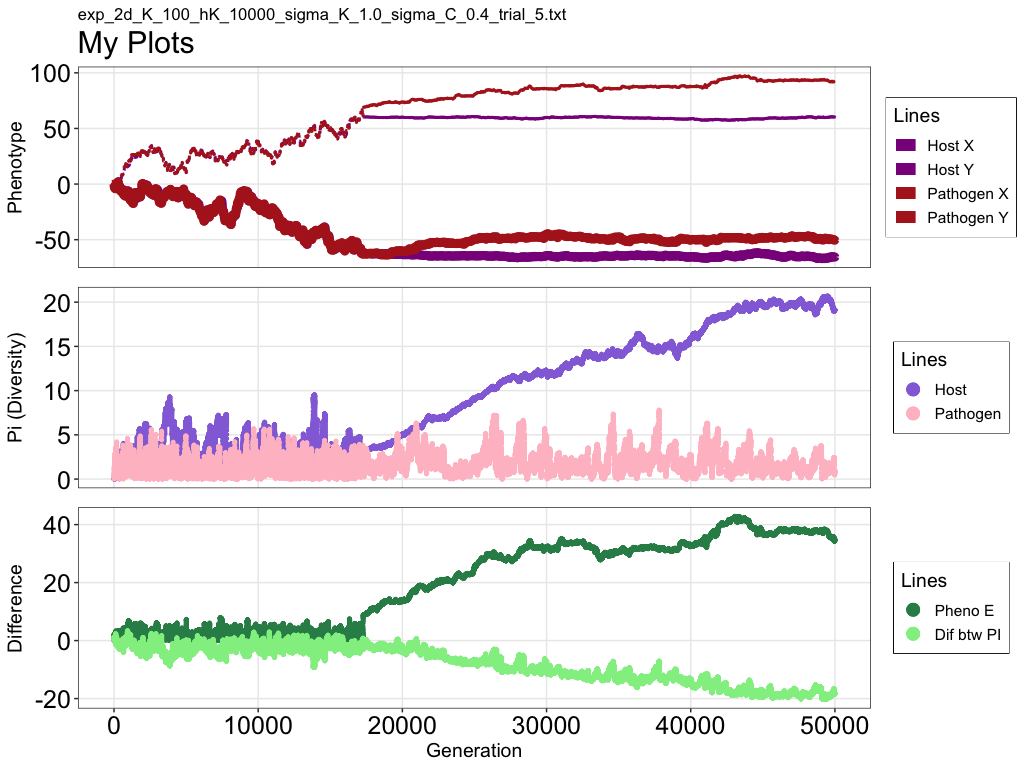 exp_2d_K_100_hK_10000_sigma_K_1.0_sigma_C_0.4_trial_5.txt
My Plots
Phenotype
100
50
0
-50
Lines
Host X
Host Y
Pathogen X
Pathogen Y
Pi (Diversity)
20
15
10
5
0
Lines
Host
Pathogen
Difference
40
20
0
-20
Lines
Pheno E
Dif btw PI
0 10000 20000 30000 40000 50000
Generation